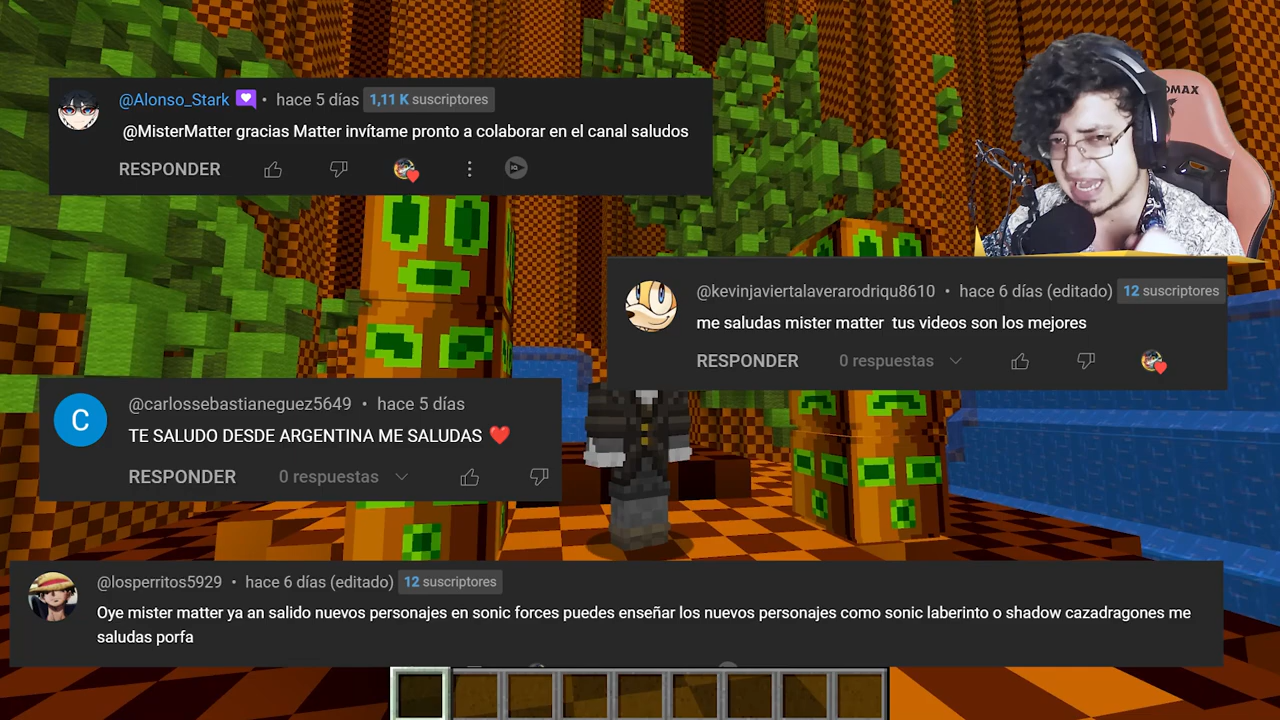 @Alonso_Stark • hace 5 días 1,11 K suscriptores
@MisterMatter gracias Matter invítame pronto a colaborar en el canal saludos
RESPONDER
@kevinjaviertalaverarodriqu8610 • hace 6 días (editado) 12 suscriptores
me saludas mister matter tus videos son los mejores
RESPONDER 0 respuestas
C
@carlossebastianeguez5649 • hace 5 días
TE SALUDO DESDE ARGENTINA ME SALUDAS ❤️
RESPONDER 0 respuestas
@losperritos5929 • hace 6 días (editado) 12 suscriptores
Oye mister matter ya an salido nuevos personajes en sonic forces puedes enseñar los nuevos personajes como sonic laberinto o shadow cazadragones me
saludas porfa